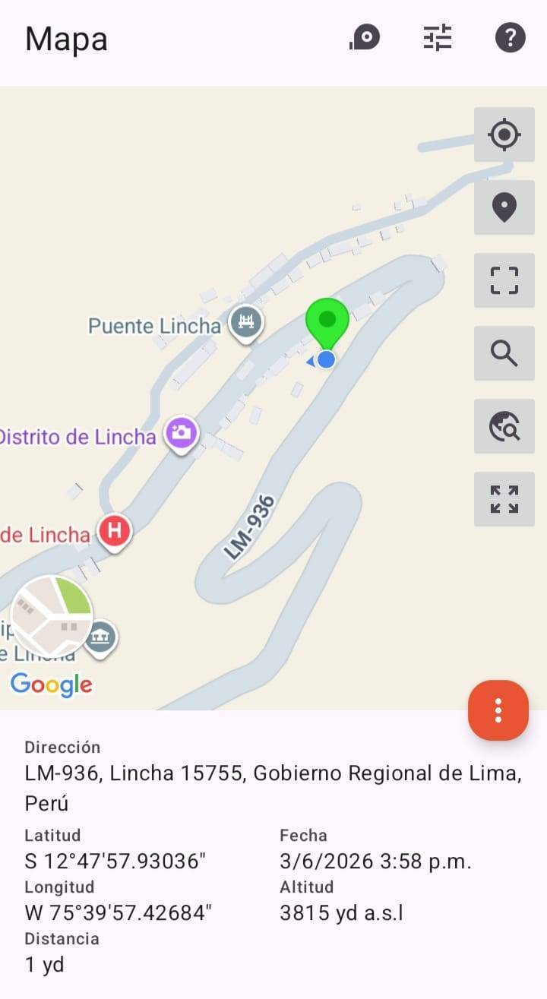 Mapa
Puente Lincha
Distrito de Lincha
de Lincha
H
LM-936
Google
Dirección
LM-936, Lincha 15755, Gobierno Regional de Lima,
Perú
Latitud
S 12°47'57.93036"
Fecha
3/6/2026 3:58 p.m.
Longitud
W 75°39'57.42684"
Altitud
3815 yd a.s.l
Distancia
1 yd